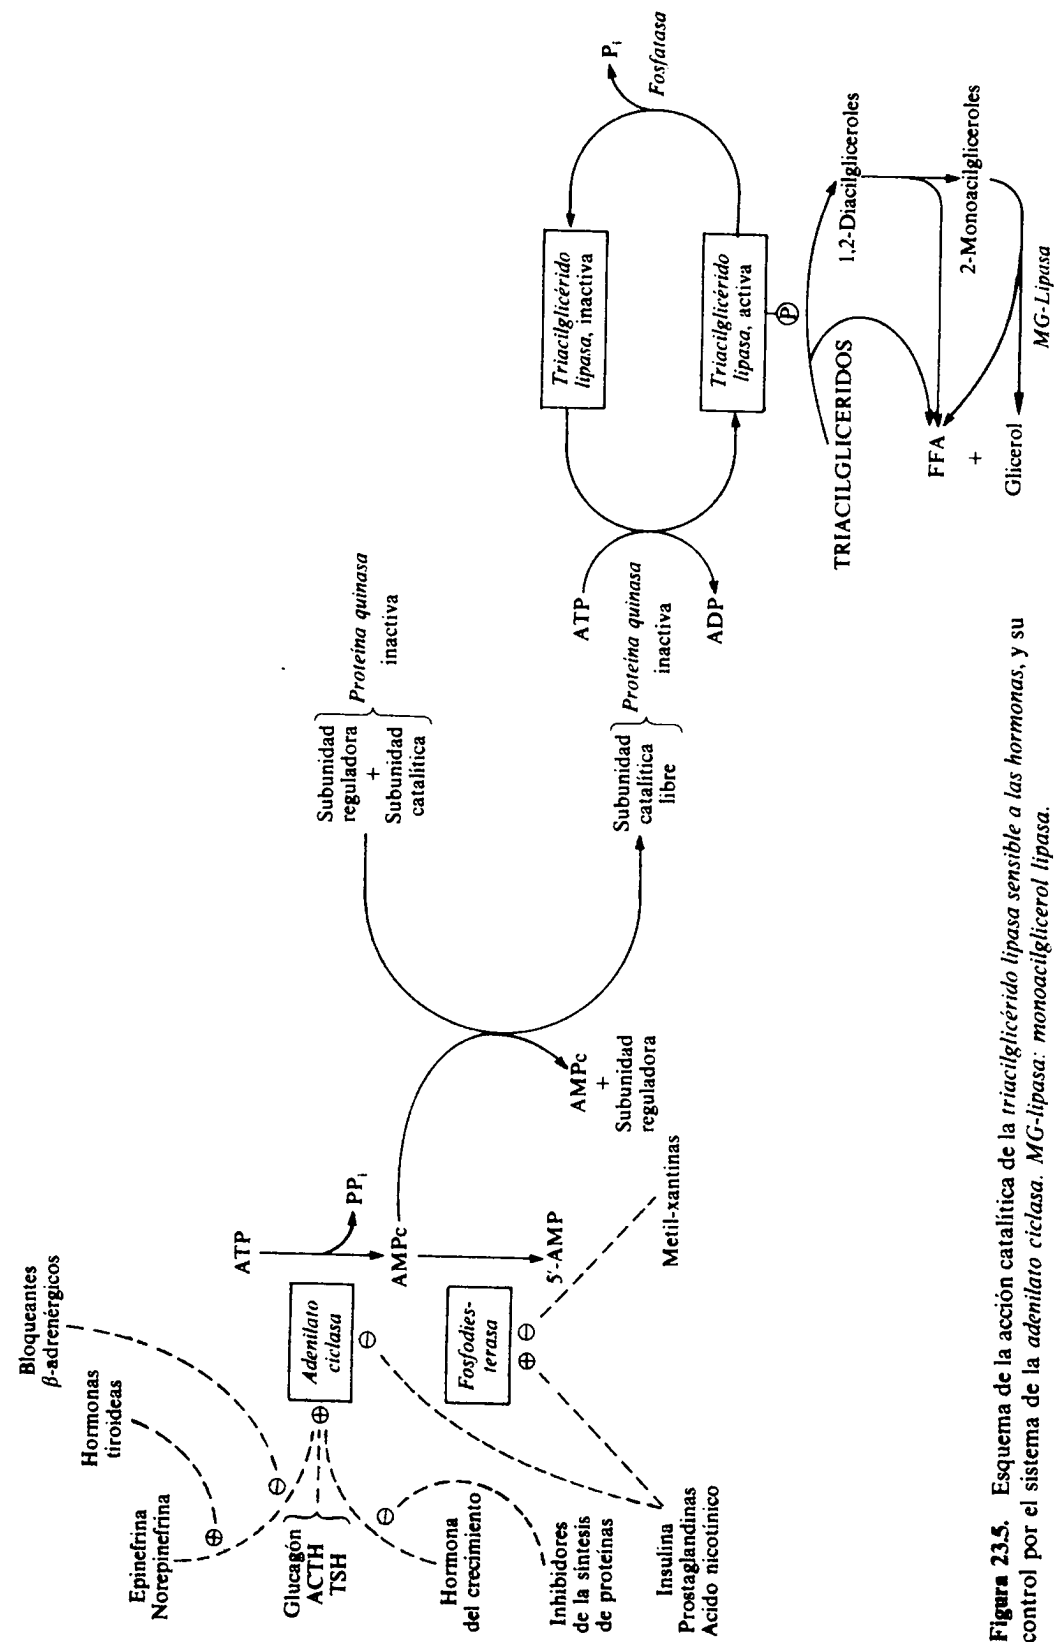 Bloqueantes
β-adrenérgicos
Hormonas
tiroideas
Epinefrina
Norepinefrina
Glucagón
ACTH
TSH
Hormona
del crecimiento
Inhibidores
de la síntesis
de proteínas
Insulina
Prostaglandinas
Acido nicotínico
⊕
⊖
⊕
⊖
⊖
⊕ ⊖
Adenilato
ciclasa
Fosfodies-
terasa
ATP
PPi
AMPc
5'-AMP
Metil-xantinas
AMPc
+
Subunidad
reguladora
Subunidad
reguladora
+
Subunidad
catalítica
Proteína quinasa
inactiva
Subunidad
catalítica
libre
Proteína quinasa
inactiva
ATP
ADP
Triacilglicérido
lipasa, inactiva
Triacilglicérido
lipasa, activa
P
Pi
Fosfatasa
TRIACILGLICERIDOS
1,2-Diacilgliceroles
2-Monoacilgliceroles
FFA
+
Glicerol
MG-Lipasa
Figura 23.5. Esquema de la acción catalítica de la triacilglicérido lipasa sensible a las hormonas, y su
control por el sistema de la adenilato ciclasa. MG-lipasa: monoacilglicerol lipasa.